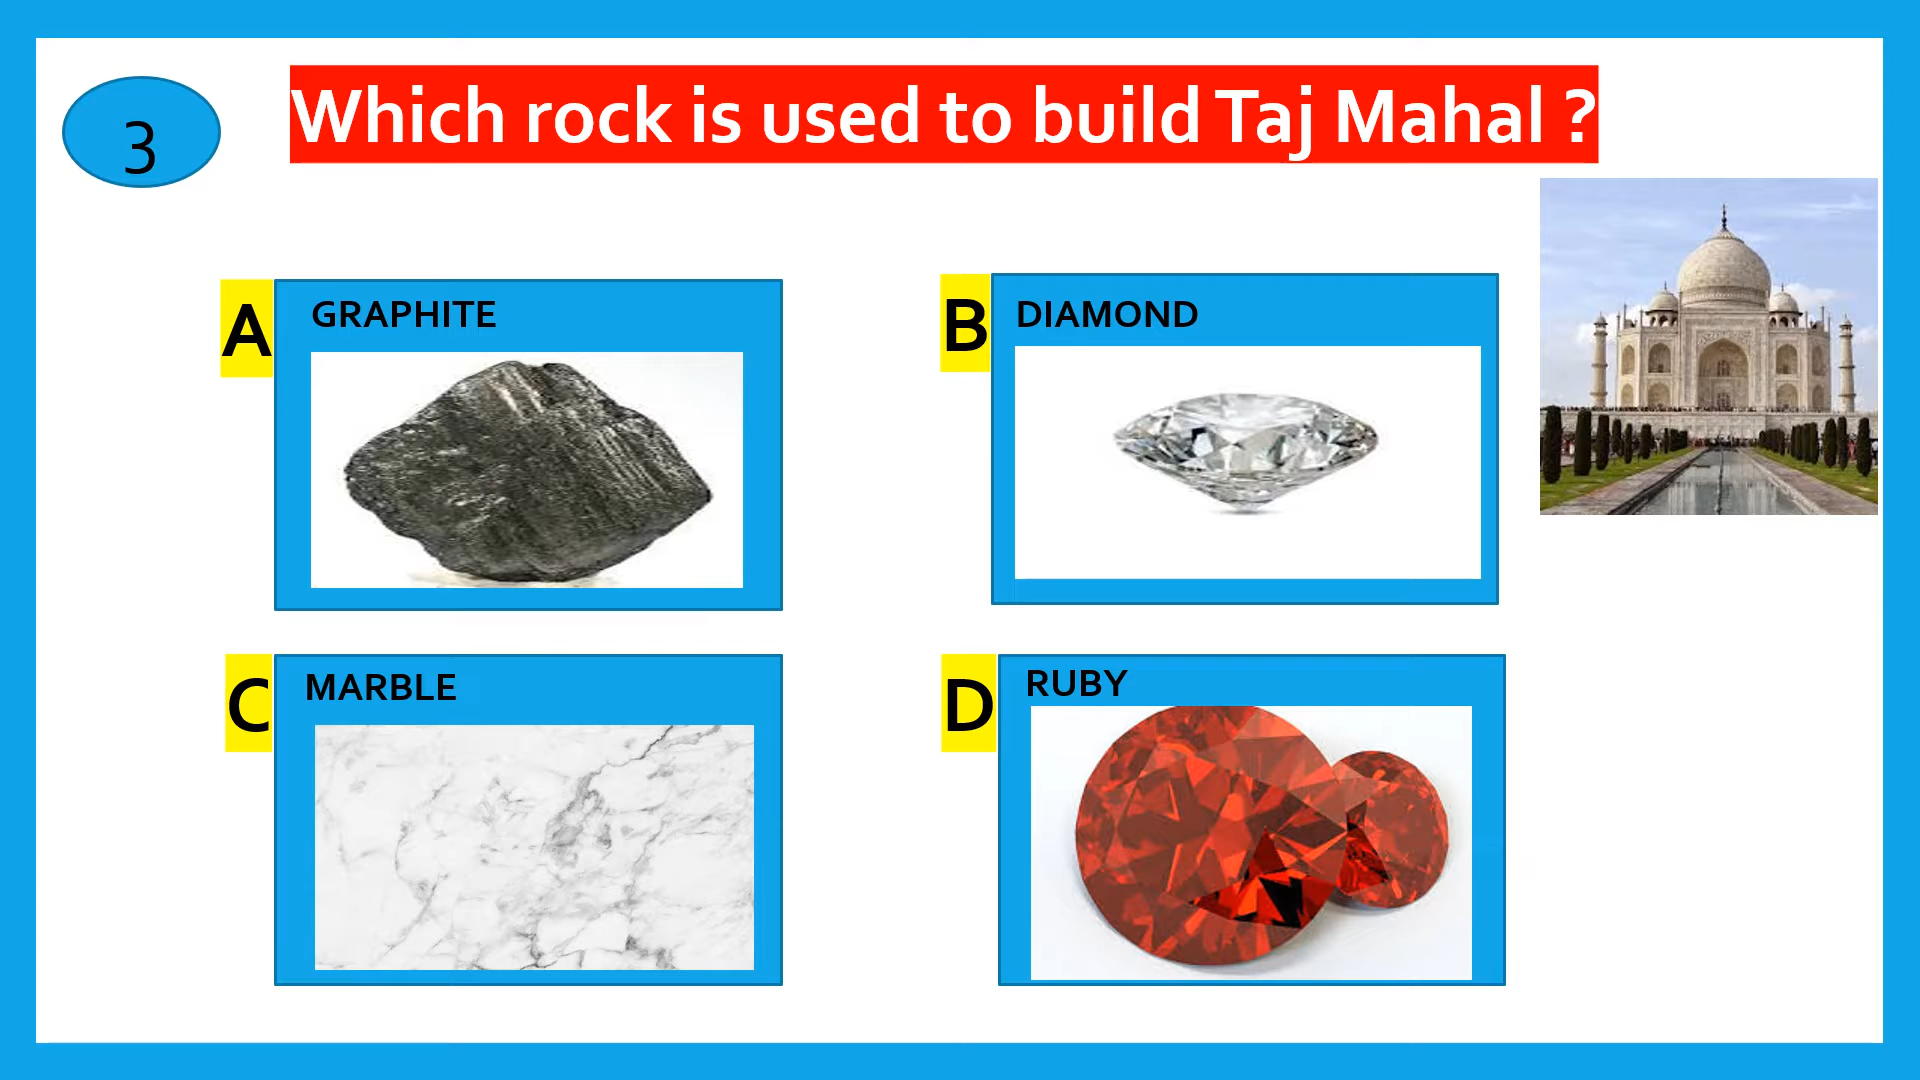 3
Which rock is used to build Taj Mahal ?
A
GRAPHITE
B
DIAMOND
C
MARBLE
D
RUBY